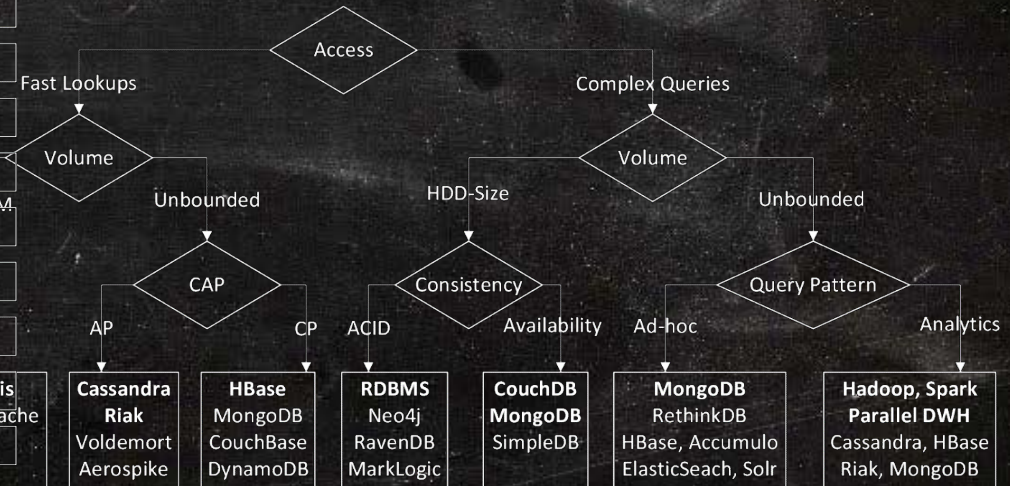 Access
Fast Lookups
Complex Queries
Volume
Volume
HDD-Size
Unbounded
Unbounded
CAP
Consistency
Query Pattern
AP
CP
ACID
Availability
Ad-hoc
Analytics
is
ache
Cassandra
Riak
Voldemort
Aerospike
HBase
MongoDB
CouchBase
DynamoDB
RDBMS
Neo4j
RavenDB
MarkLogic
CouchDB
MongoDB
SimpleDB
MongoDB
RethinkDB
HBase, Accumulo
ElasticSeach, Solr
Hadoop, Spark
Parallel DWH
Cassandra, HBase
Riak, MongoDB